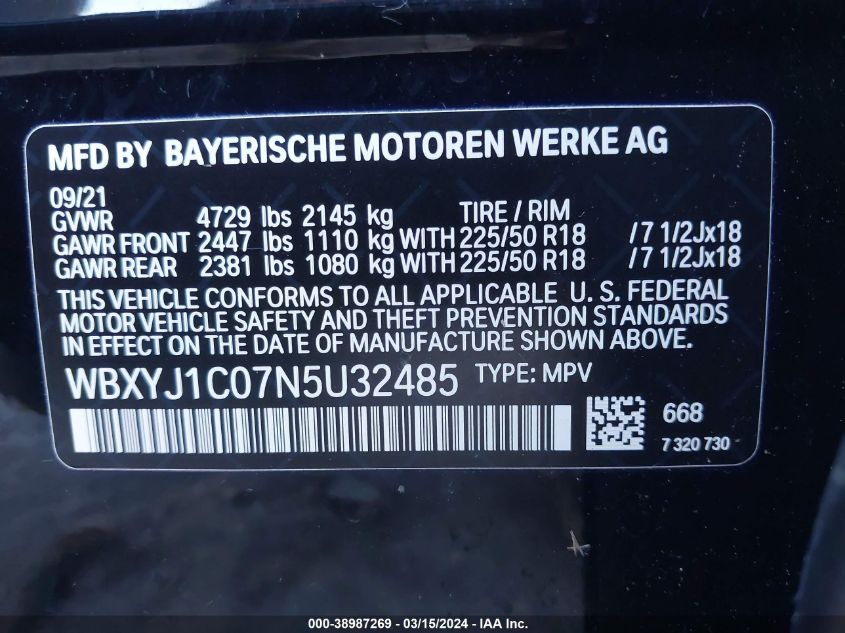 MFD BY BAYERISCHE MOTOREN WERKE AG
09/21
GVWR 4729 lbs 2145 kg TIRE / RIM
GAWR FRONT 2447 lbs 1110 kg WITH 225/50 R18 /7 1/2Jx18
GAWR REAR 2381 lbs 1080 kg WITH 225/50 R18 /7 1/2Jx18
THIS VEHICLE CONFORMS TO ALL APPLICABLE U. S. FEDERAL
MOTOR VEHICLE SAFETY AND THEFT PREVENTION STANDARDS
IN EFFECT ON THE DATE OF MANUFACTURE SHOWN ABOVE.
WBXYJ1C07N5U32485 TYPE: MPV
668
7 320 730
000-38987269 - 03/15/2024 - IAA Inc.